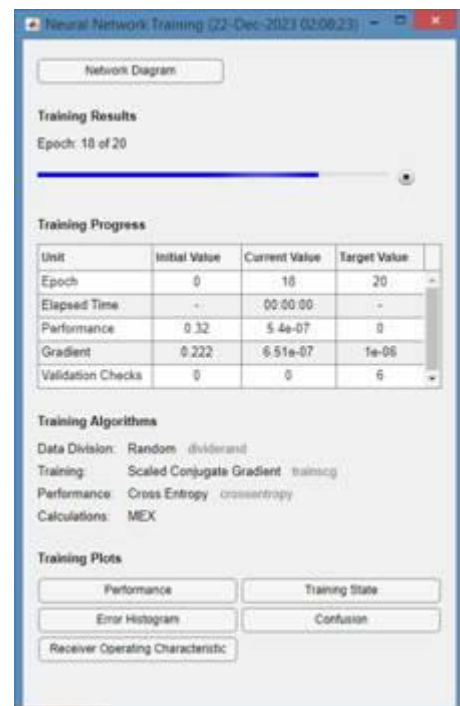 Neural Network Training (22-Dec-2023 02:08:23)
Network Diagram
Training Results
Epoch: 18 of 20
Training Progress
Unit Initial Value Current Value Target Value
Epoch 0 18 20
Elapsed Time - 00:00:00 -
Performance 0.32 5.4e-07 0
Gradient 0.222 6.51e-07 1e-06
Validation Checks 0 0 6
Training Algorithms
Data Division: Random dividerand
Training: Scaled Conjugate Gradient trainscg
Performance: Cross Entropy crossentropy
Calculations: MEX
Training Plots
Performance Training State
Error Histogram Confusion
Receiver Operating Characteristic